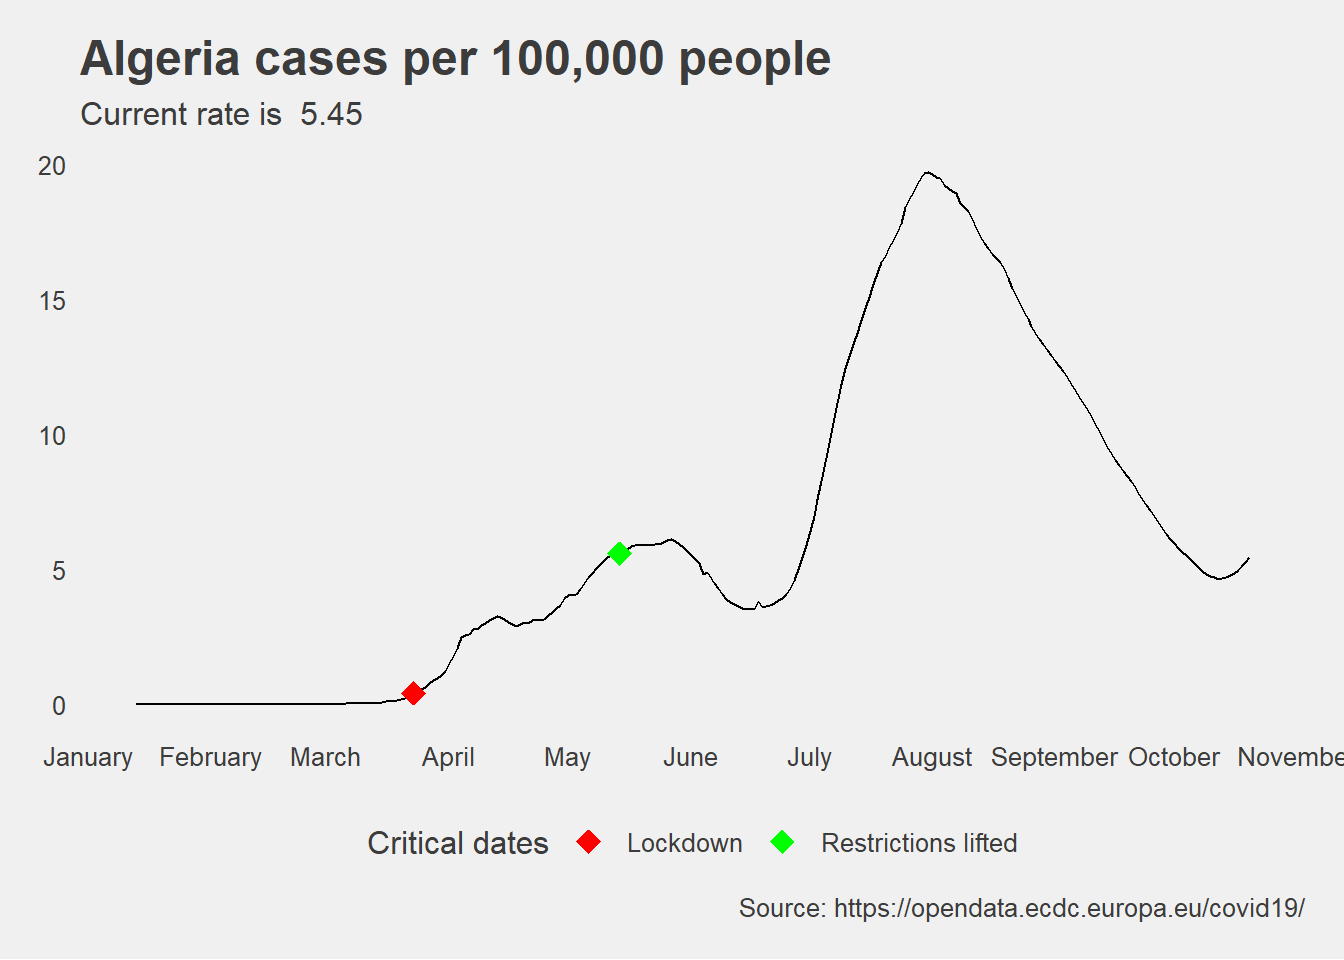 Algeria cases per 100,000 people
Current rate is  5.45
20
15
10
5
0
January February March April May June July August September October Novembe
Critical dates Lockdown Restrictions lifted
Source: https://opendata.ecdc.europa.eu/covid19/